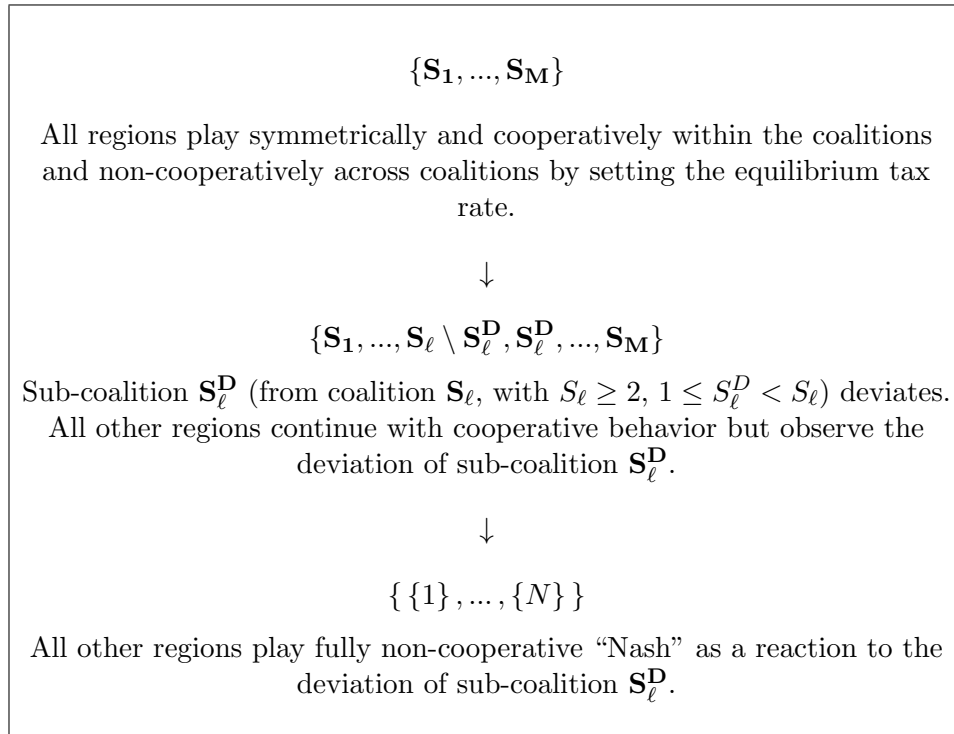 {S₁, ..., S_M}
All regions play symmetrically and cooperatively within the coalitions
and non-cooperatively across coalitions by setting the equilibrium tax
rate.
↓
{S₁, ..., S_ℓ \ S_ℓ^D, S_ℓ^D, ..., S_M}
Sub-coalition S_ℓ^D (from coalition S_ℓ, with S_ℓ ≥ 2, 1 ≤ S_ℓ^D < S_ℓ) deviates.
All other regions continue with cooperative behavior but observe the
deviation of sub-coalition S_ℓ^D.
↓
{ {1} , ... , {N} }
All other regions play fully non-cooperative “Nash” as a reaction to the
deviation of sub-coalition S_ℓ^D.